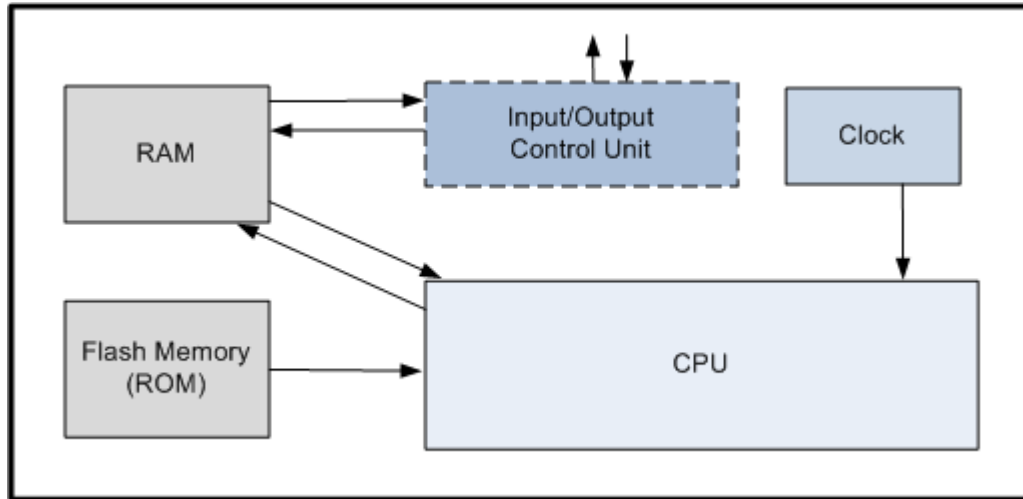 RAM
Input/Output
Control Unit
Clock
Flash Memory
(ROM)
CPU